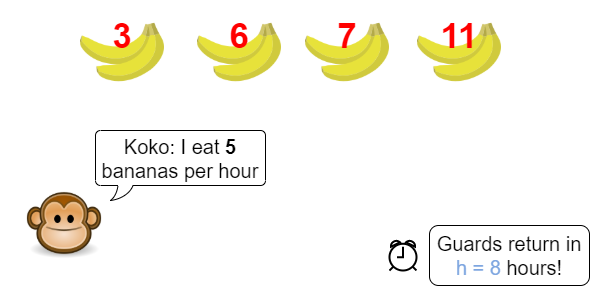 3 6 7 11
Koko: I eat 5
bananas per hour
Guards return in
h = 8 hours!